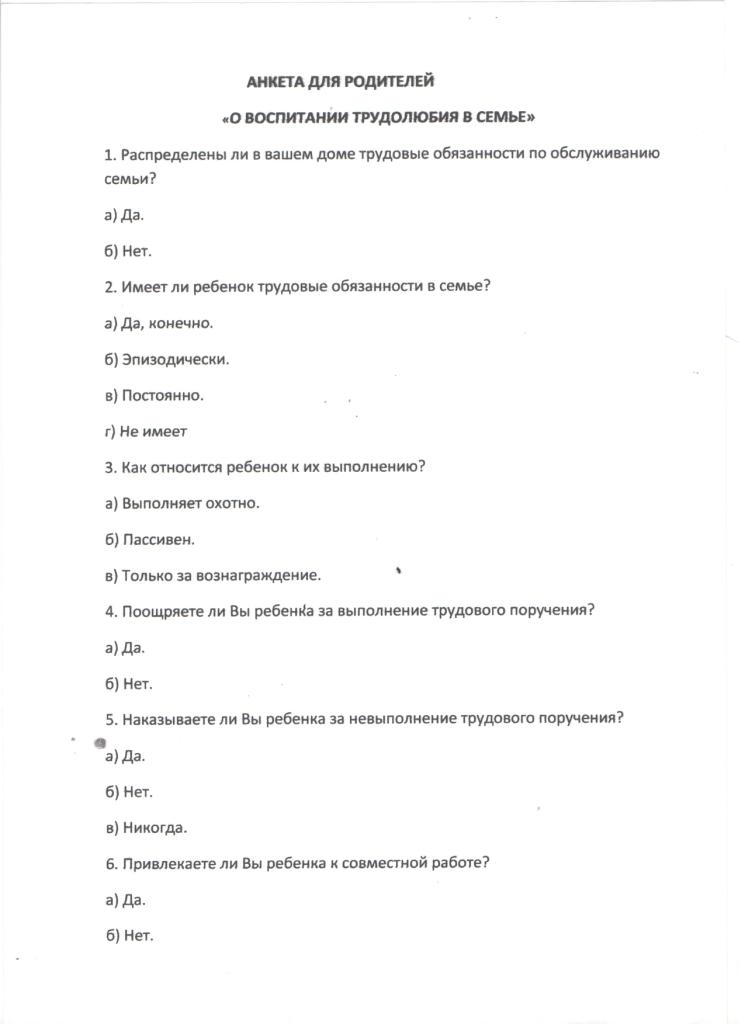 АНКЕТА ДЛЯ РОДИТЕЛЕЙ
«О ВОСПИТАНИИ ТРУДОЛЮБИЯ В СЕМЬЕ»
1. Распределены ли в вашем доме трудовые обязанности по обслуживанию
семьи?
а) Да.
б) Нет.
2. Имеет ли ребенок трудовые обязанности в семье?
а) Да, конечно.
б) Эпизодически.
в) Постоянно.
г) Не имеет
3. Как относится ребенок к их выполнению?
а) Выполняет охотно.
б) Пассивен.
в) Только за вознаграждение.
4. Поощряете ли Вы ребенка за выполнение трудового поручения?
а) Да.
б) Нет.
5. Наказываете ли Вы ребенка за невыполнение трудового поручения?
а) Да.
б) Нет.
в) Никогда.
6. Привлекаете ли Вы ребенка к совместной работе?
а) Да.
б) Нет.